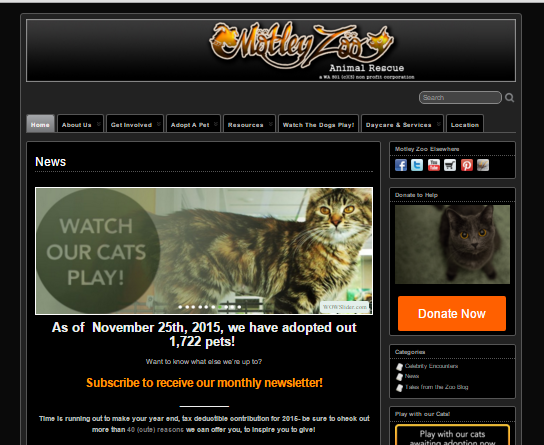 Mötley Zoo
Animal Rescue
a WA 501 (c)(3) non profit corporation
Search
Home
About Us
Get Involved
Adopt A Pet
Resources
Watch The Dogs Play!
Daycare & Services
Location
News
WATCH
OUR CATS
PLAY!
WOWSlider.com
As of November 25th, 2015, we have adopted out
1,722 pets!
Want to know what else we're up to?
Subscribe to receive our monthly newsletter!
Time is running out to make your year end, tax deductible contribution for 2015- be sure to check out
more than 40 (cute) reasons we can offer you, to inspire you to give!
Motley Zoo Elsewhere
You
Tube
Donate to Help
Donate Now
Categories
Celebrity Encounters
News
Tales from the Zoo Blog
Play with our Cats!
Play with our cats
awaiting adoption now